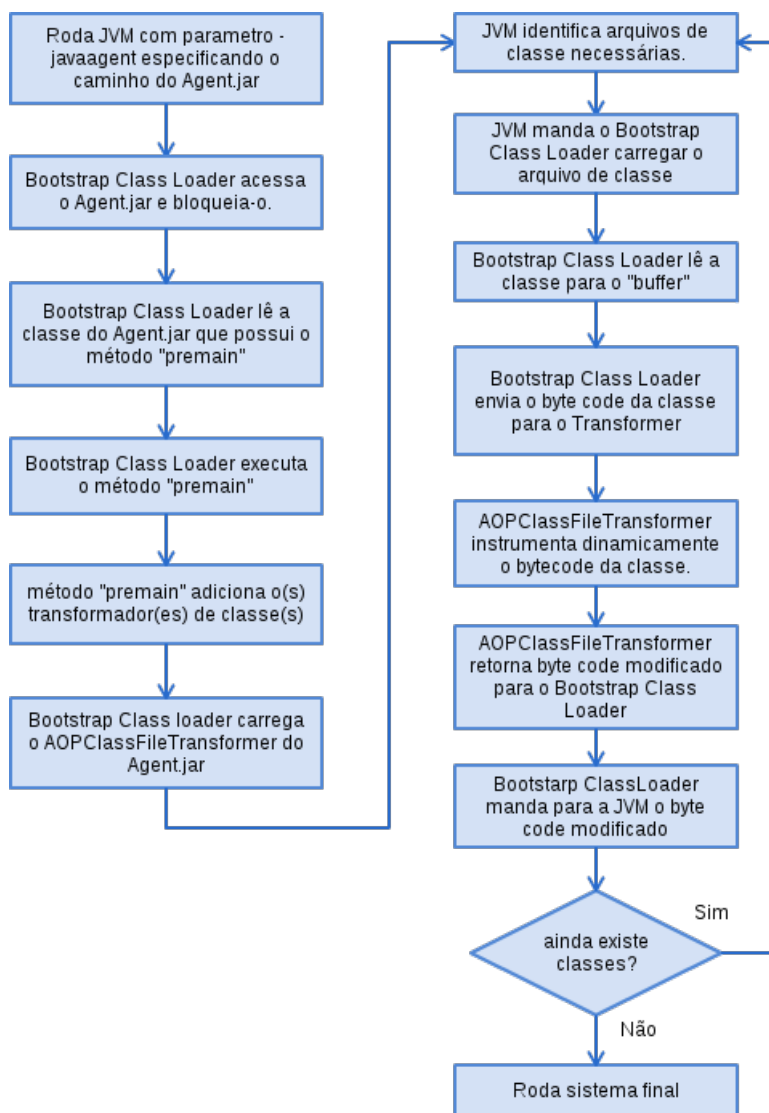 Roda JVM com parametro -
javaagent especificando o
caminho do Agent.jar
Bootstrap Class Loader acessa
o Agent.jar e bloqueia-o.
Bootstrap Class Loader lê a
classe do Agent.jar que possui o
método "premain"
Bootstrap Class Loader executa
o método "premain"
método "premain" adiciona o(s)
transformador(es) de classe(s)
Bootstrap Class loader carrega
o AOPClassFileTransformer do
Agent.jar
JVM identifica arquivos de
classe necessárias.
JVM manda o Bootstrap
Class Loader carregar o
arquivo de classe
Bootstrap Class Loader lê a
classe para o "buffer"
Bootstrap Class Loader
envia o byte code da classe
para o Transformer
AOPClassFileTransformer
instrumenta dinamicamente
o bytecode da classe.
AOPClassFileTransformer
retorna byte code modificado
para o Bootstrap Class
Loader
Bootstarp ClassLoader
manda para a JVM o byte
code modificado
ainda existe
classes?
Sim
Não
Roda sistema final